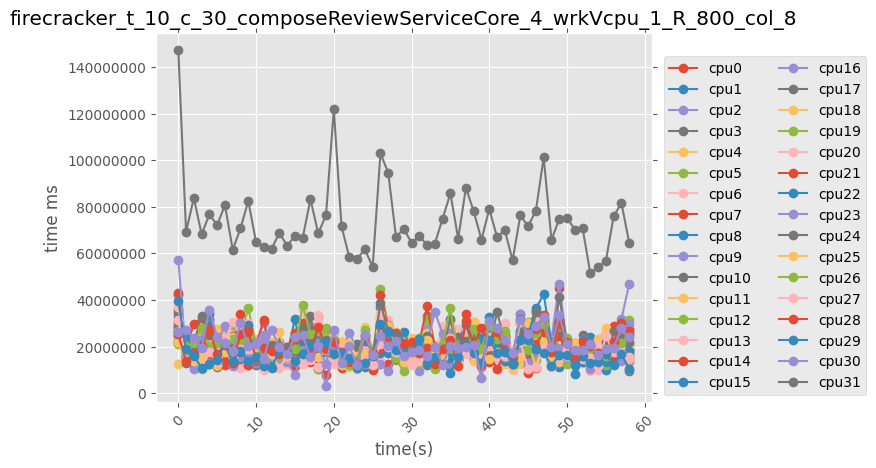 firecracker_t_10_c_30_composeReviewServiceCore_4_wrkVcpu_1_R_800_col_8
time ms
140000000
120000000
100000000
80000000
60000000
40000000
20000000
0
0 10 20 30 40 50 60
time(s)
cpu0 cpu16
cpu1 cpu17
cpu2 cpu18
cpu3 cpu19
cpu4 cpu20
cpu5 cpu21
cpu6 cpu22
cpu7 cpu23
cpu8 cpu24
cpu9 cpu25
cpu10 cpu26
cpu11 cpu27
cpu12 cpu28
cpu13 cpu29
cpu14 cpu30
cpu15 cpu31